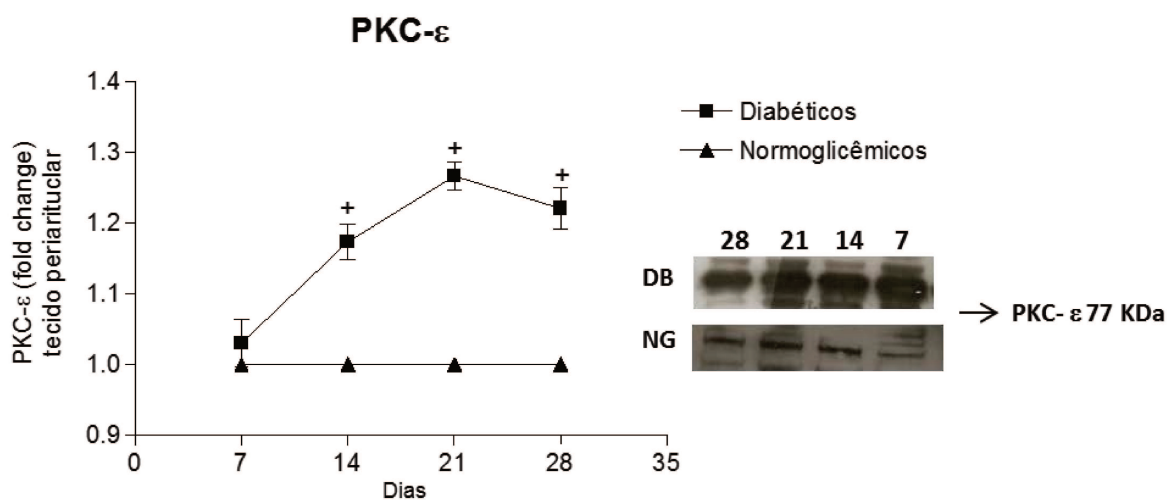 PKC-ε
PKC-ε (fold change)
tecido periarituclar
1.4
1.3
1.2
1.1
1.0
0.9
+
+
+
0
7
14
21
28
35
Dias
Diabéticos
Normoglicêmicos
28 21 14 7
DB
NG
PKC- ε 77 KDa